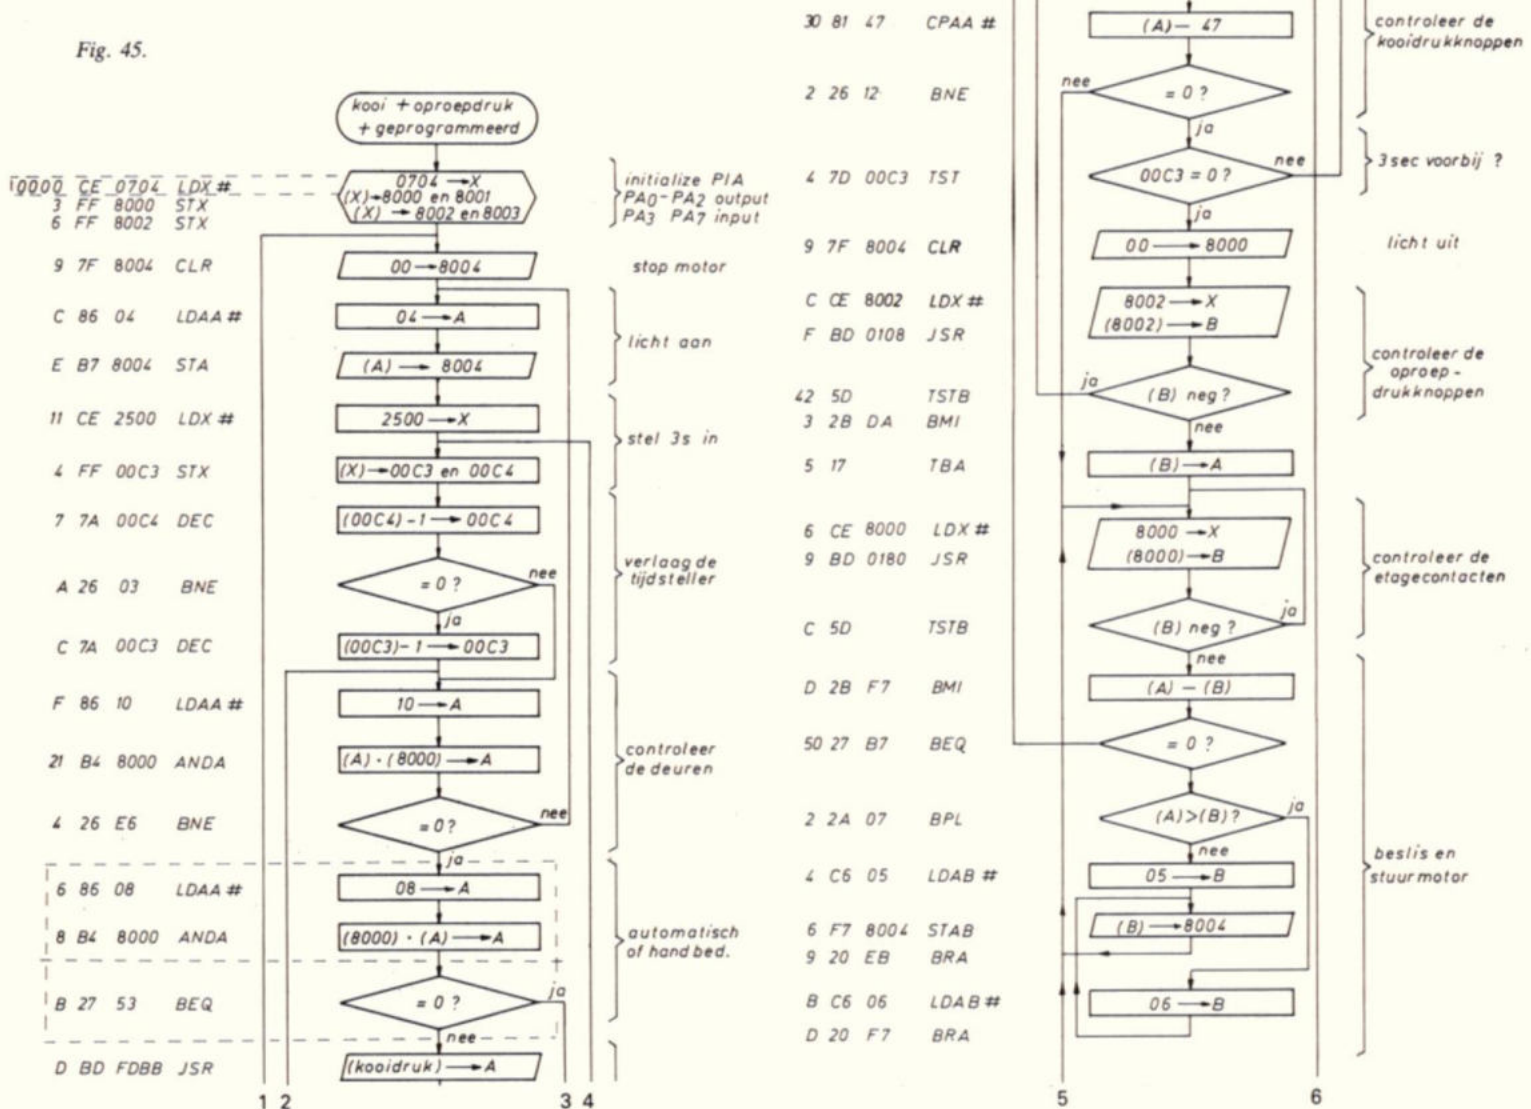 Fig. 45.
kooi + oproepdruk
+ geprogrammeerd
0000 CE 0704 LDX #
3 FF 8000 STX
6 FF 8002 STX
0704 → X
(X) → 8000 en 8001
(X) → 8002 en 8003
initialize PIA
PA0-PA2 output
PA3 PA7 input
9 7F 8004 CLR
00 → 8004
stop motor
C 86 04 LDAA #
04 → A
licht aan
E B7 8004 STA
(A) → 8004
11 CE 2500 LDX #
2500 → X
stel 3s in
4 FF 00C3 STX
(X) → 00C3 en 00C4
7 7A 00C4 DEC
(00C4) - 1 → 00C4
verlaag de
tijdsteller
A 26 03 BNE
= 0 ?
nee
ja
C 7A 00C3 DEC
(00C3) - 1 → 00C3
F 86 10 LDAA #
10 → A
controleer
de deuren
21 B4 8000 ANDA
(A) · (8000) → A
4 26 E6 BNE
= 0 ?
nee
ja
6 86 08 LDAA #
08 → A
automatisch
of hand bed.
8 B4 8000 ANDA
(8000) · (A) → A
B 27 53 BEQ
= 0 ?
ja
nee
D BD FDBB JSR
(kooidruk) → A
1 2 3 4
30 81 47 CPAA #
(A) - 47
controleer de
kooidrukknoppen
2 26 12 BNE
nee
= 0 ?
ja
4 7D 00C3 TST
00C3 = 0 ?
nee
3 sec voorbij ?
ja
9 7F 8004 CLR
00 → 8000
licht uit
C CE 8002 LDX #
F BD 0108 JSR
8002 → X
(8002) → B
controleer de
oproep -
drukknoppen
42 5D TSTB
3 2B DA BMI
ja
(B) neg ?
nee
5 17 TBA
(B) → A
6 CE 8000 LDX #
9 BD 0180 JSR
8000 → X
(8000) → B
controleer de
etagecontacten
C 5D TSTB
(B) neg ?
ja
nee
D 2B F7 BMI
(A) - (B)
50 27 B7 BEQ
= 0 ?
2 2A 07 BPL
(A) > (B) ?
ja
nee
beslis en
stuur motor
4 C6 05 LDAB #
05 → B
6 F7 8004 STAB
(B) → 8004
9 20 EB BRA
B C6 06 LDAB #
06 → B
D 20 F7 BRA
5 6